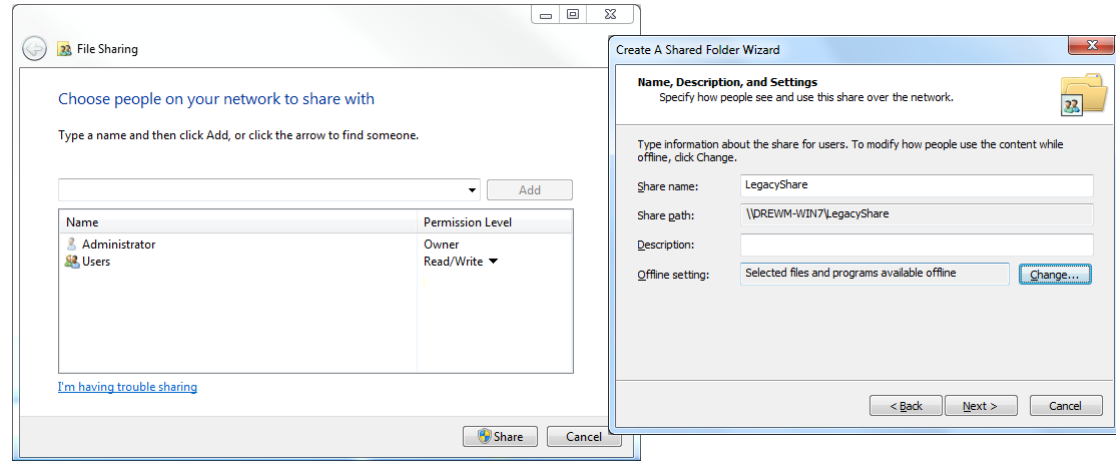 File Sharing
Choose people on your network to share with
Type a name and then click Add, or click the arrow to find someone.
Add
Name Permission Level
Administrator Owner
Users Read/Write
I'm having trouble sharing
Share Cancel
Create A Shared Folder Wizard
Name, Description, and Settings
Specify how people see and use this share over the network.
Type information about the share for users. To modify how people use the content while
offline, click Change.
Share name: LegacyShare
Share path: \\DREWM-WIN7\LegacyShare
Description:
Offline setting: Selected files and programs available offline Change...
< Back Next > Cancel